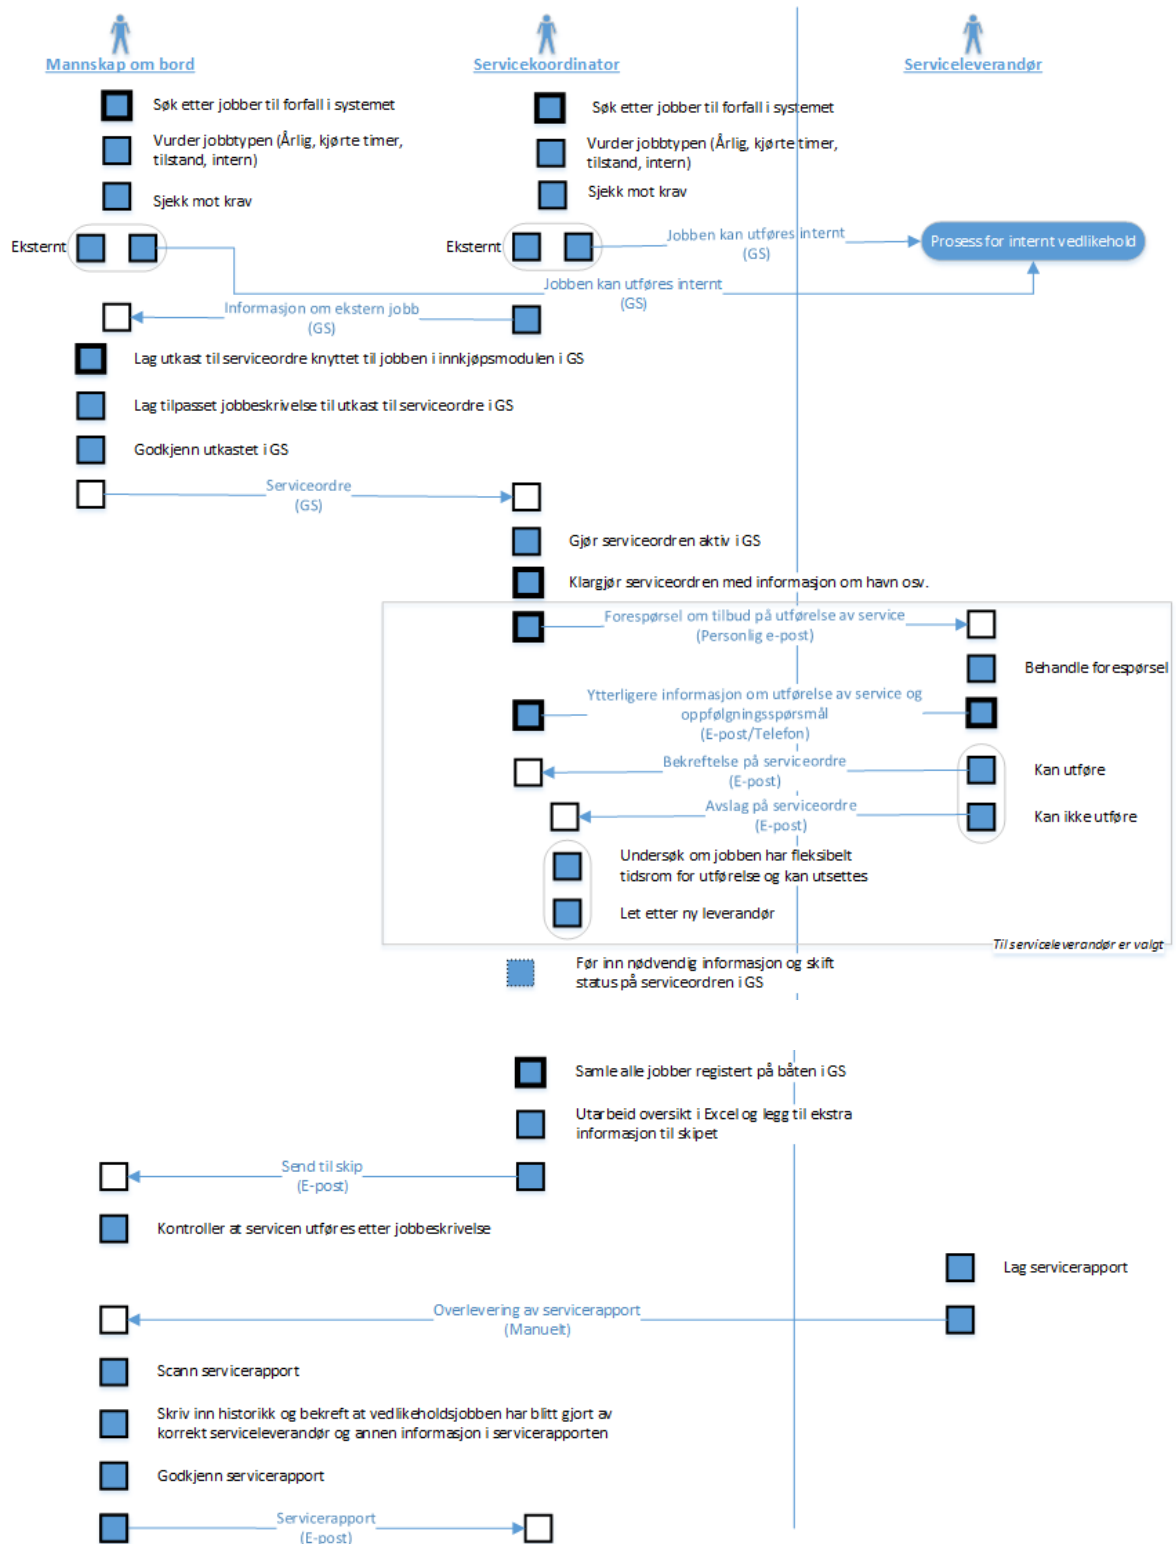 Mannskap om bord
Servicekoordinator
Serviceleverandør
Søk etter jobber til forfall i systemet
Søk etter jobber til forfall i systemet
Vurder jobbtypen (Årlig, kjørte timer,
tilstand, intern)
Vurder jobbtypen (Årlig, kjørte timer,
tilstand, intern)
Sjekk mot krav
Sjekk mot krav
Eksternt
Eksternt
Jobben kan utføres internt
(GS)
Prosess for internt vedlikehold
Jobben kan utføres internt
(GS)
Informasjon om ekstern jobb
(GS)
Lag utkast til serviceordre knyttet til jobben i innkjøpsmodulen i GS
Lag tilpasset jobbeskrivelse til utkast til serviceordre i GS
Godkjenn utkastet i GS
Serviceordre
(GS)
Gjør serviceordren aktiv i GS
Klargjør serviceordren med informasjon om havn osv.
Forespørsel om tilbud på utførelse av service
(Personlig e-post)
Behandle forespørsel
Ytterligere informasjon om utførelse av service og
oppfølgningsspørsmål
(E-post/Telefon)
Bekreftelse på serviceordre
(E-post)
Kan utføre
Avslag på serviceordre
(E-post)
Kan ikke utføre
Undersøk om jobben har fleksibelt
tidsrom for utførelse og kan utsettes
Let etter ny leverandør
Til serviceleverandør er valgt
Før inn nødvendig informasjon og skift
status på serviceordren i GS
Samle alle jobber registert på båten i GS
Utarbeid oversikt i Excel og legg til ekstra
informasjon til skipet
Send til skip
(E-post)
Kontroller at servicen utføres etter jobbeskrivelse
Lag servicerapport
Overlevering av servicerapport
(Manuelt)
Scann servicerapport
Skriv inn historikk og bekreft at vedlikeholdsjobben har blitt gjort av
korrekt serviceleverandør og annen informasjon i servicerapporten
Godkjenn servicerapport
Servicerapport
(E-post)